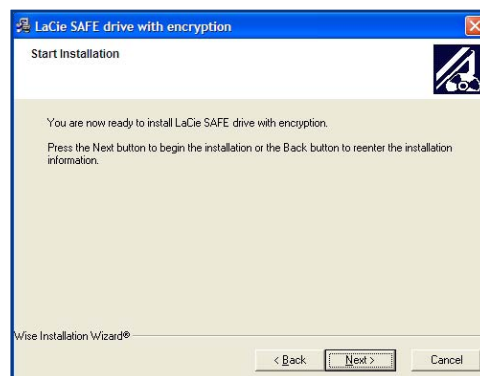 LaCie SAFE drive with encryption
Start Installation
You are now ready to install LaCie SAFE drive with encryption.
Press the Next button to begin the installation or the Back button to reenter the installation
information.
Wise Installation Wizard®
< Back
Next >
Cancel